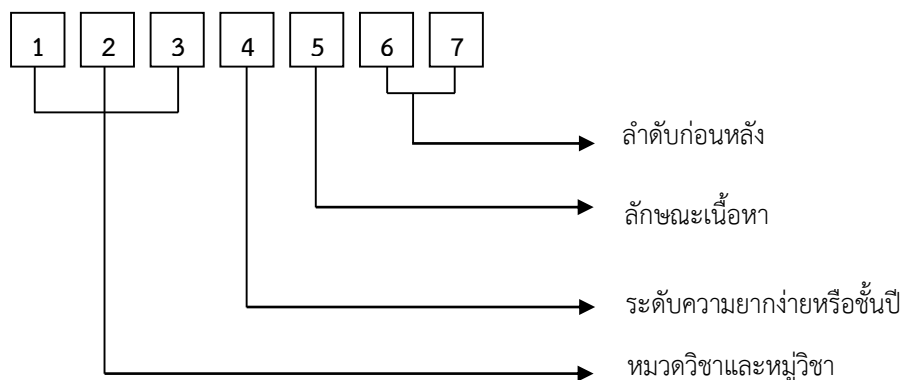 1 2 3 4 5 6 7
ลำดับก่อนหลัง
ลักษณะเนื้อหา
ระดับความยากง่ายหรือชั้นปี
หมวดวิชาและหมู่วิชา